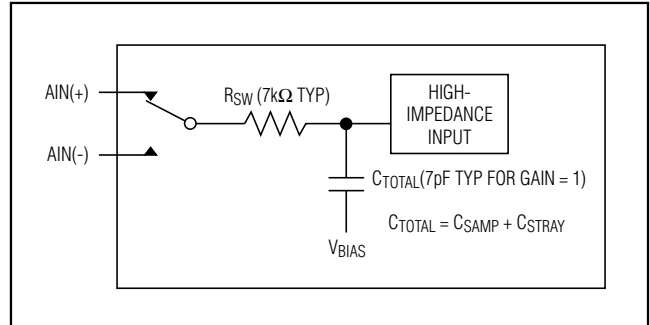 AIN(+)
AIN(-)
RSW (7kΩ TYP)
HIGH-
IMPEDANCE
INPUT
CTOTAL(7pF TYP FOR GAIN = 1)
CTOTAL = CSAMP + CSTRAY
VBIAS